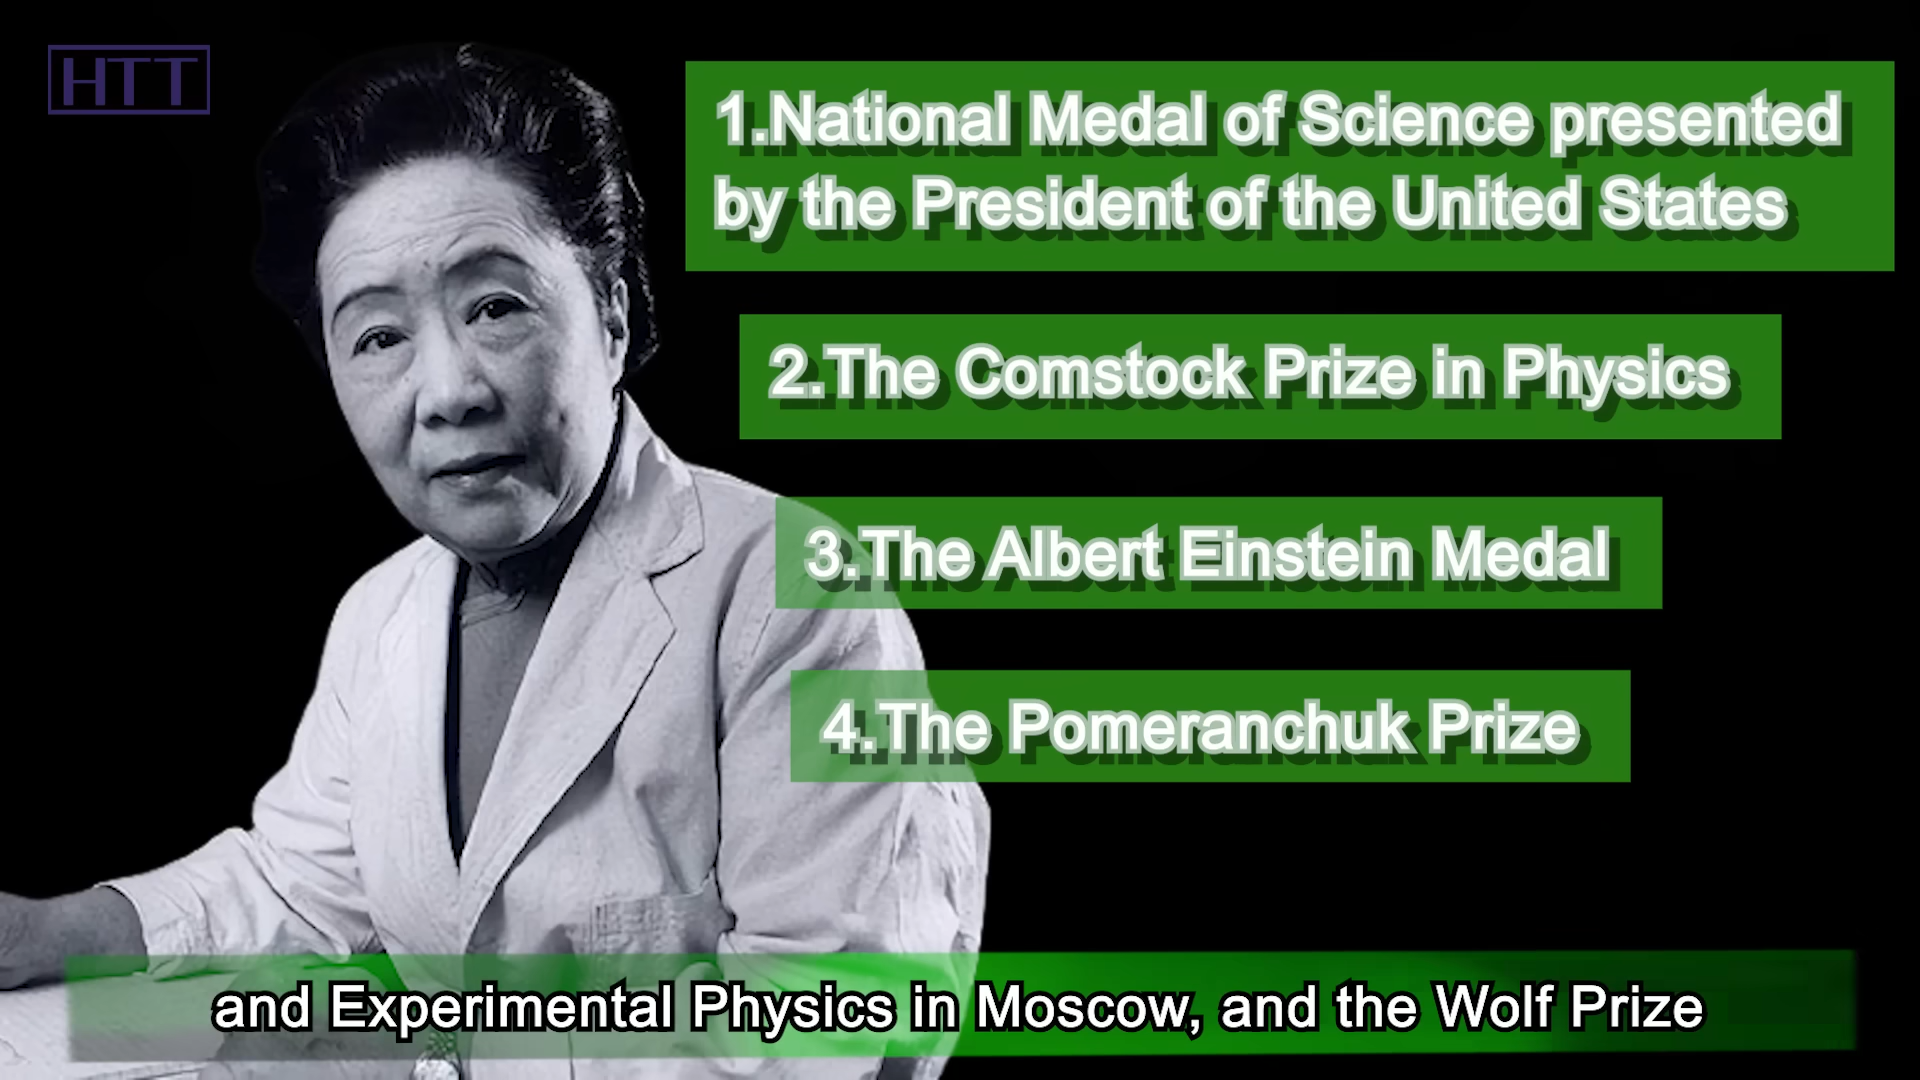 HTT
1.National Medal of Science presented
by the President of the United States
2.The Comstock Prize in Physics
3.The Albert Einstein Medal
4.The Pomeranchuk Prize
and Experimental Physics in Moscow, and the Wolf Prize